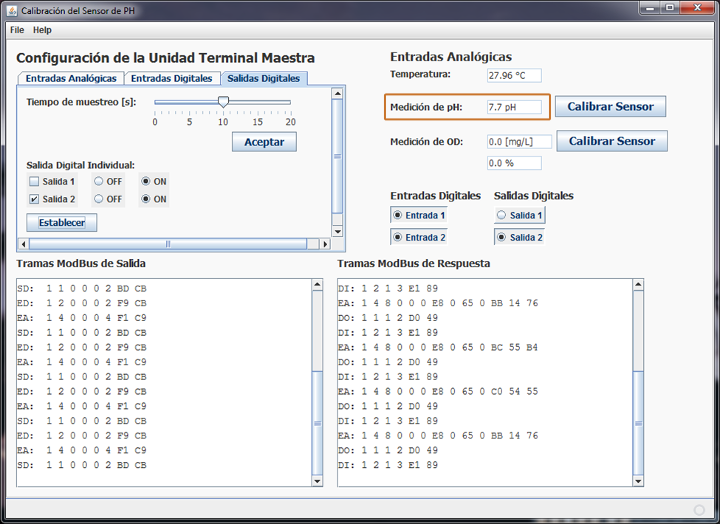 Calibración del Sensor de PH
File Help
Configuración de la Unidad Terminal Maestra
Entradas Analógicas Entradas Digitales Salidas Digitales
Tiempo de muestreo [s]:
0 5 10 15 20
Aceptar
Salida Digital Individual:
Salida 1 OFF ON
Salida 2 OFF ON
Establecer
Entradas Analógicas
Temperatura: 27.96 °C
Medición de pH: 7.7 pH Calibrar Sensor
Medición de OD: 0.0 [mg/L] Calibrar Sensor
0.0 %
Entradas Digitales Salidas Digitales
Entrada 1 Salida 1
Entrada 2 Salida 2
Tramas ModBus de Salida
SD: 1 1 0 0 0 2 BD CB
ED: 1 2 0 0 0 2 F9 CB
EA: 1 4 0 0 0 4 F1 C9
SD: 1 1 0 0 0 2 BD CB
ED: 1 2 0 0 0 2 F9 CB
EA: 1 4 0 0 0 4 F1 C9
SD: 1 1 0 0 0 2 BD CB
ED: 1 2 0 0 0 2 F9 CB
EA: 1 4 0 0 0 4 F1 C9
SD: 1 1 0 0 0 2 BD CB
ED: 1 2 0 0 0 2 F9 CB
EA: 1 4 0 0 0 4 F1 C9
SD: 1 1 0 0 0 2 BD CB
Tramas ModBus de Respuesta
DI: 1 2 1 3 E1 89
EA: 1 4 8 0 0 0 E8 0 65 0 BB 14 76
DO: 1 1 1 2 D0 49
DI: 1 2 1 3 E1 89
EA: 1 4 8 0 0 0 E8 0 65 0 BC 55 B4
DO: 1 1 1 2 D0 49
DI: 1 2 1 3 E1 89
EA: 1 4 8 0 0 0 E8 0 65 0 C0 54 55
DO: 1 1 1 2 D0 49
DI: 1 2 1 3 E1 89
EA: 1 4 8 0 0 0 E8 0 65 0 BB 14 76
DO: 1 1 1 2 D0 49
DI: 1 2 1 3 E1 89